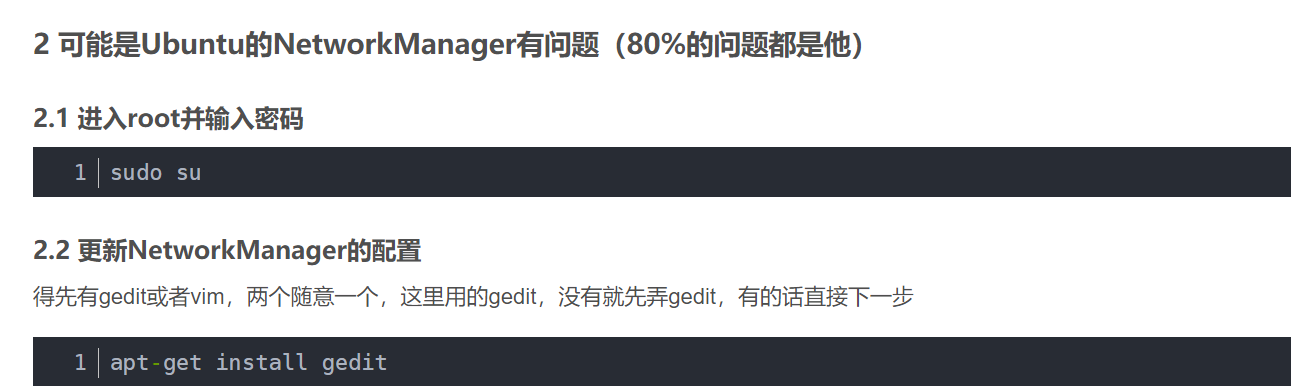 2 可能是Ubuntu的NetworkManager有问题（80%的问题都是他）
2.1 进入root并输入密码
1 sudo su
2.2 更新NetworkManager的配置
得先有gedit或者vim，两个随意一个，这里用的gedit，没有就先弄gedit，有的话直接下一步
1 apt-get install gedit